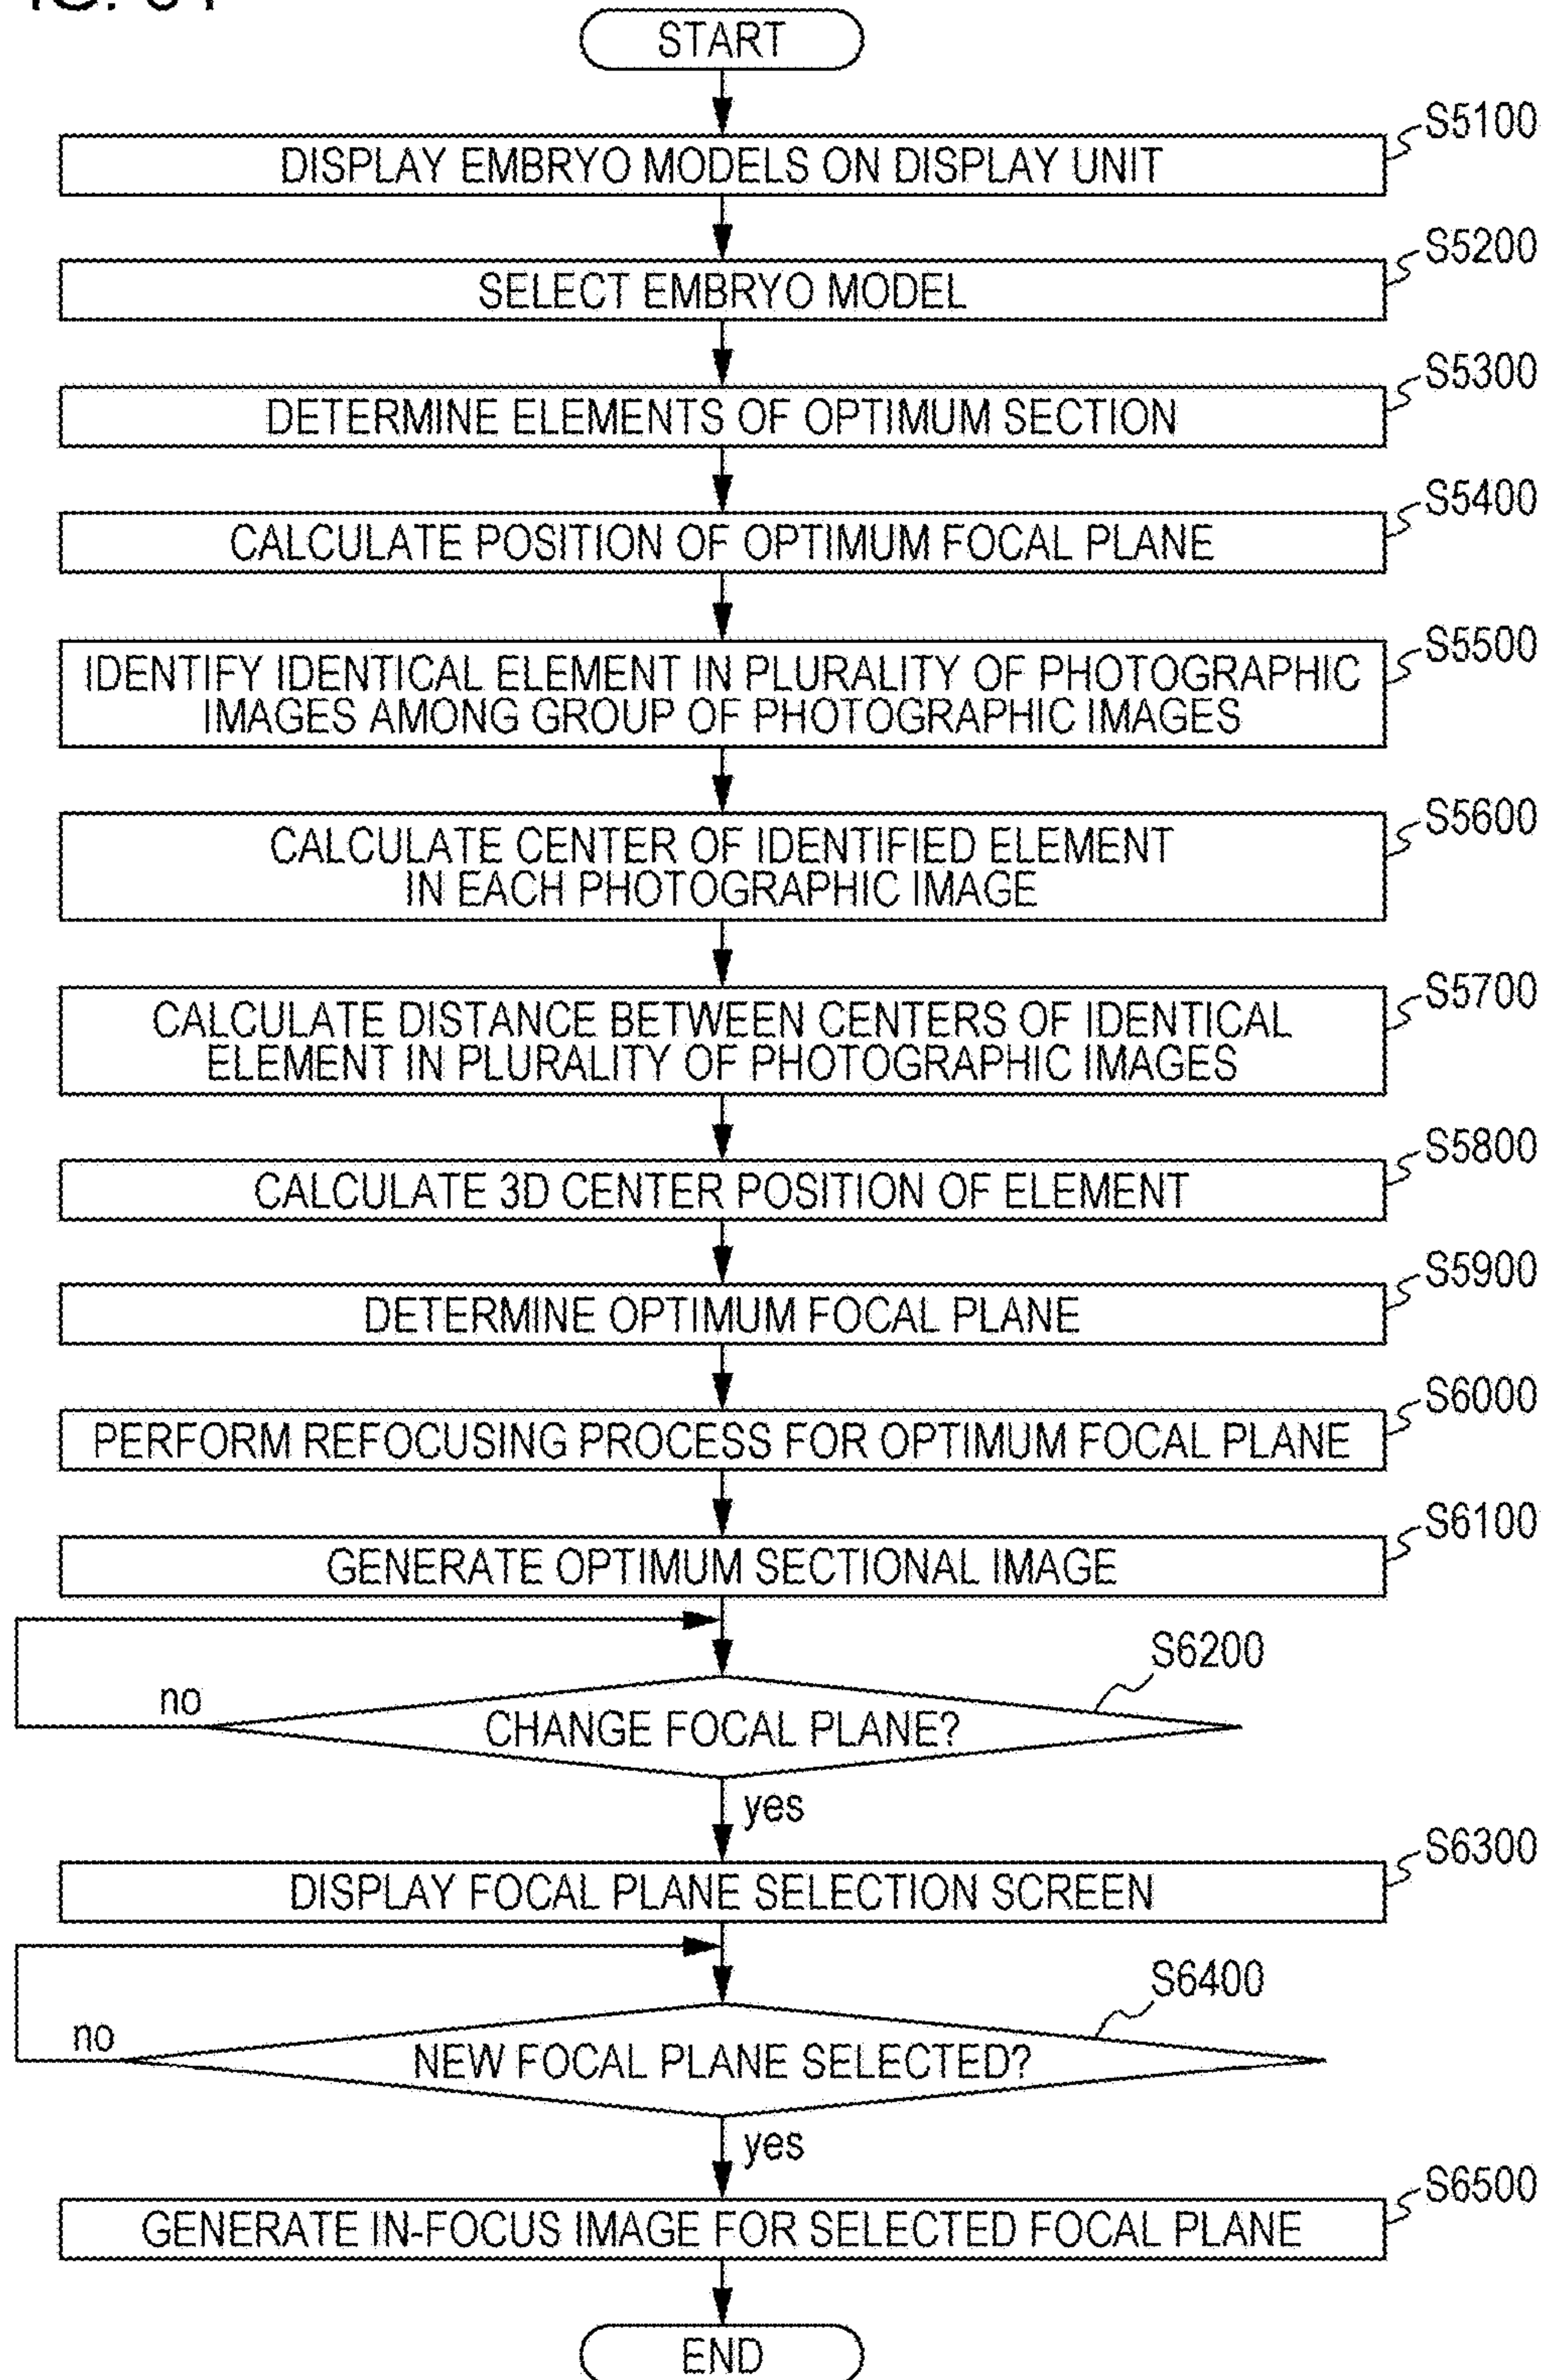 START
S5100
DISPLAY EMBRYO MODELS ON DISPLAY UNIT
S5200
SELECT EMBRYO MODEL
S5300
DETERMINE ELEMENTS OF OPTIMUM SECTION
S5400
CALCULATE POSITION OF OPTIMUM FOCAL PLANE
S5500
IDENTIFY IDENTICAL ELEMENT IN PLURALITY OF PHOTOGRAPHIC
IMAGES AMONG GROUP OF PHOTOGRAPHIC IMAGES
S5600
CALCULATE CENTER OF IDENTIFIED ELEMENT
IN EACH PHOTOGRAPHIC IMAGE
S5700
CALCULATE DISTANCE BETWEEN CENTERS OF IDENTICAL
ELEMENT IN PLURALITY OF PHOTOGRAPHIC IMAGES
S5800
CALCULATE 3D CENTER POSITION OF ELEMENT
S5900
DETERMINE OPTIMUM FOCAL PLANE
S6000
PERFORM REFOCUSING PROCESS FOR OPTIMUM FOCAL PLANE
S6100
GENERATE OPTIMUM SECTIONAL IMAGE
S6200
no
CHANGE FOCAL PLANE?
yes
S6300
DISPLAY FOCAL PLANE SELECTION SCREEN
S6400
no
NEW FOCAL PLANE SELECTED?
yes
S6500
GENERATE IN-FOCUS IMAGE FOR SELECTED FOCAL PLANE
END